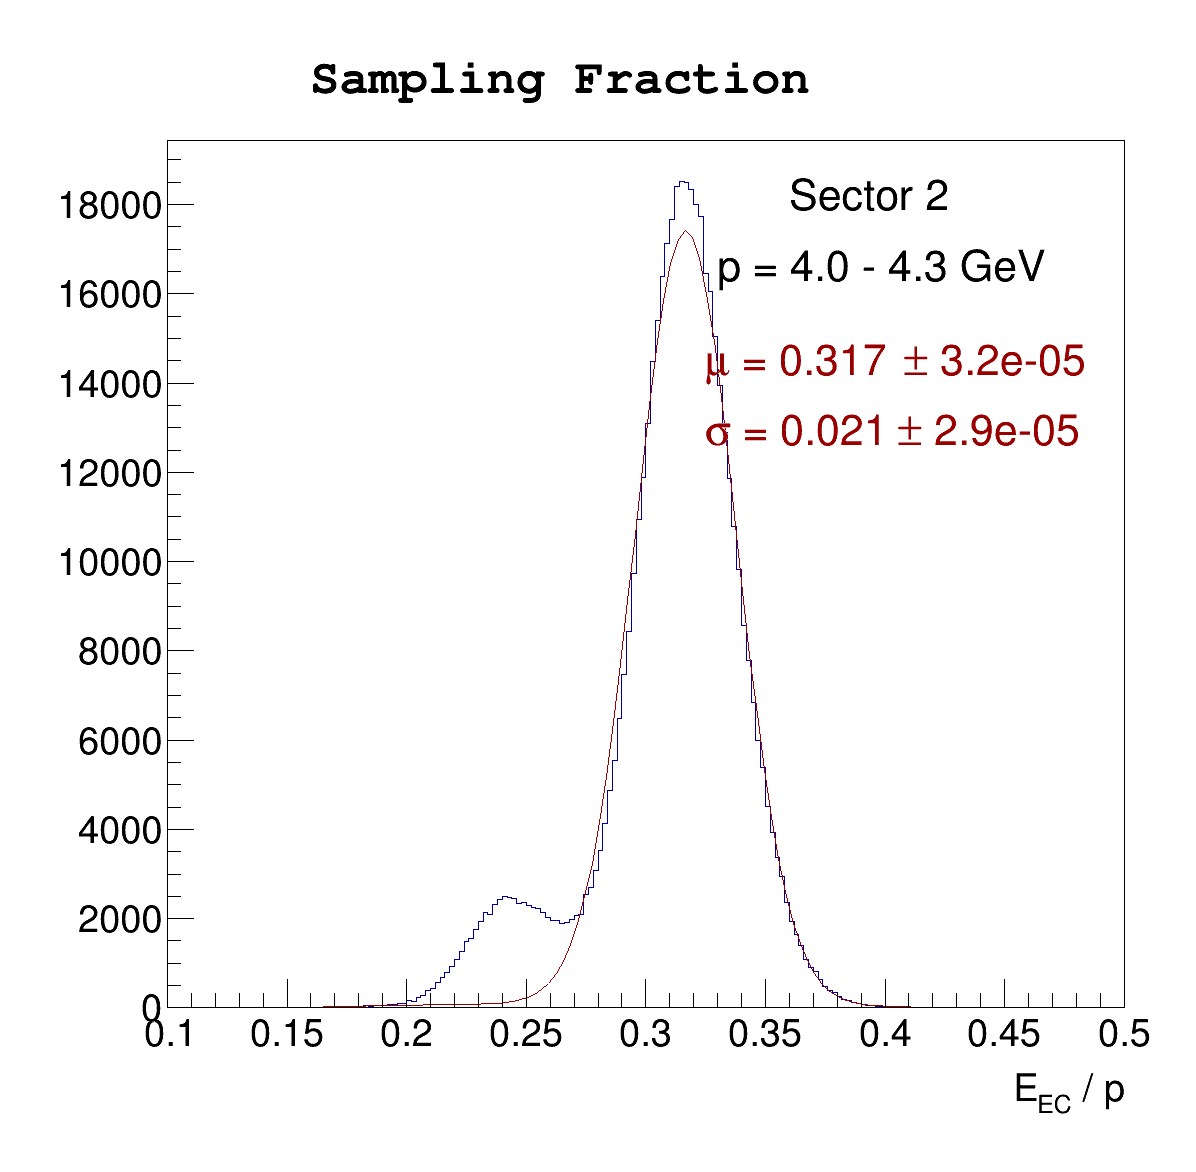 Sampling Fraction
Sector 2
p = 4.0 - 4.3 GeV
μ = 0.317 ± 3.2e-05
σ = 0.021 ± 2.9e-05
18000
16000
14000
12000
10000
8000
6000
4000
2000
0
0.1 0.15 0.2 0.25 0.3 0.35 0.4 0.45 0.5
E_EC / p